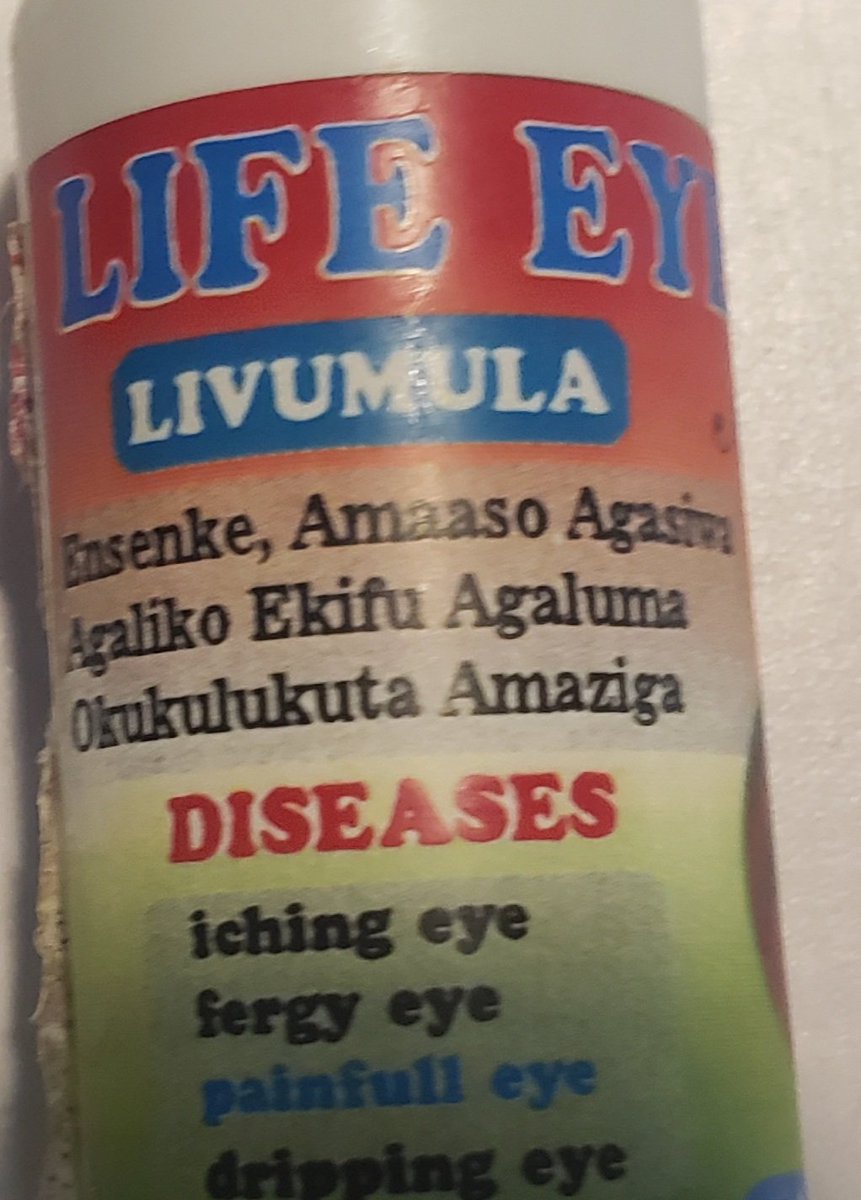 LIFE EYE
LIVUMULA
Ensenke, Amaaso Agasiwa
Agaliko Ekifu Agaluma
Okukulukuta Amaziga
DISEASES
iching eye
fergy eye
painfull eye
dripping eye